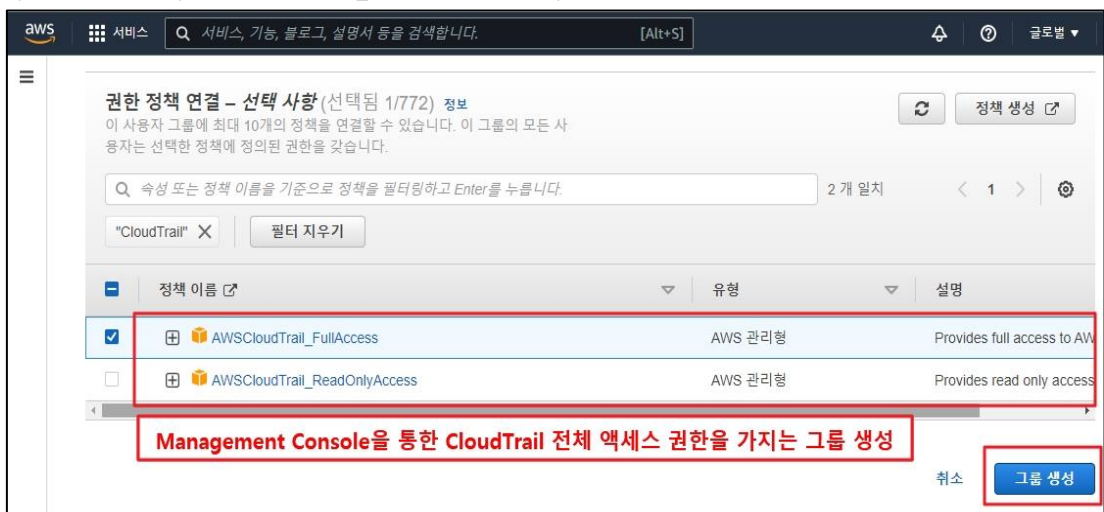 aws 서비스 서비스, 기능, 블로그, 설명서 등을 검색합니다. [Alt+S] 글로벌 ▼
권한 정책 연결 – 선택 사항 (선택됨 1/772) 정보
정책 생성
이 사용자 그룹에 최대 10개의 정책을 연결할 수 있습니다. 이 그룹의 모든 사
용자는 선택한 정책에 정의된 권한을 갖습니다.
속성 또는 정책 이름을 기준으로 정책을 필터링하고 Enter를 누릅니다. 2 개 일치 < 1 >
"CloudTrail" 필터 지우기
정책 이름 유형 설명
AWSCloudTrail_FullAccess AWS 관리형 Provides full access to AW
AWSCloudTrail_ReadOnlyAccess AWS 관리형 Provides read only access
Management Console을 통한 CloudTrail 전체 액세스 권한을 가지는 그룹 생성
취소 그룹 생성